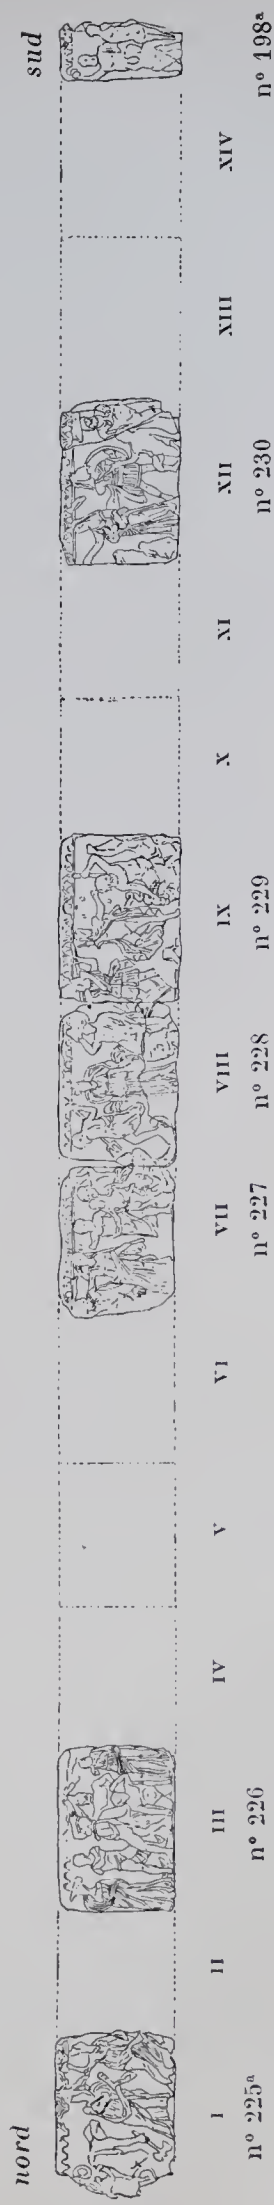 nord sud
I II III IV V VI VII VIII IX X XI XII XIII XIV
n° 225ª n° 226 n° 227 n° 228 n° 229 n° 230 n° 198ª